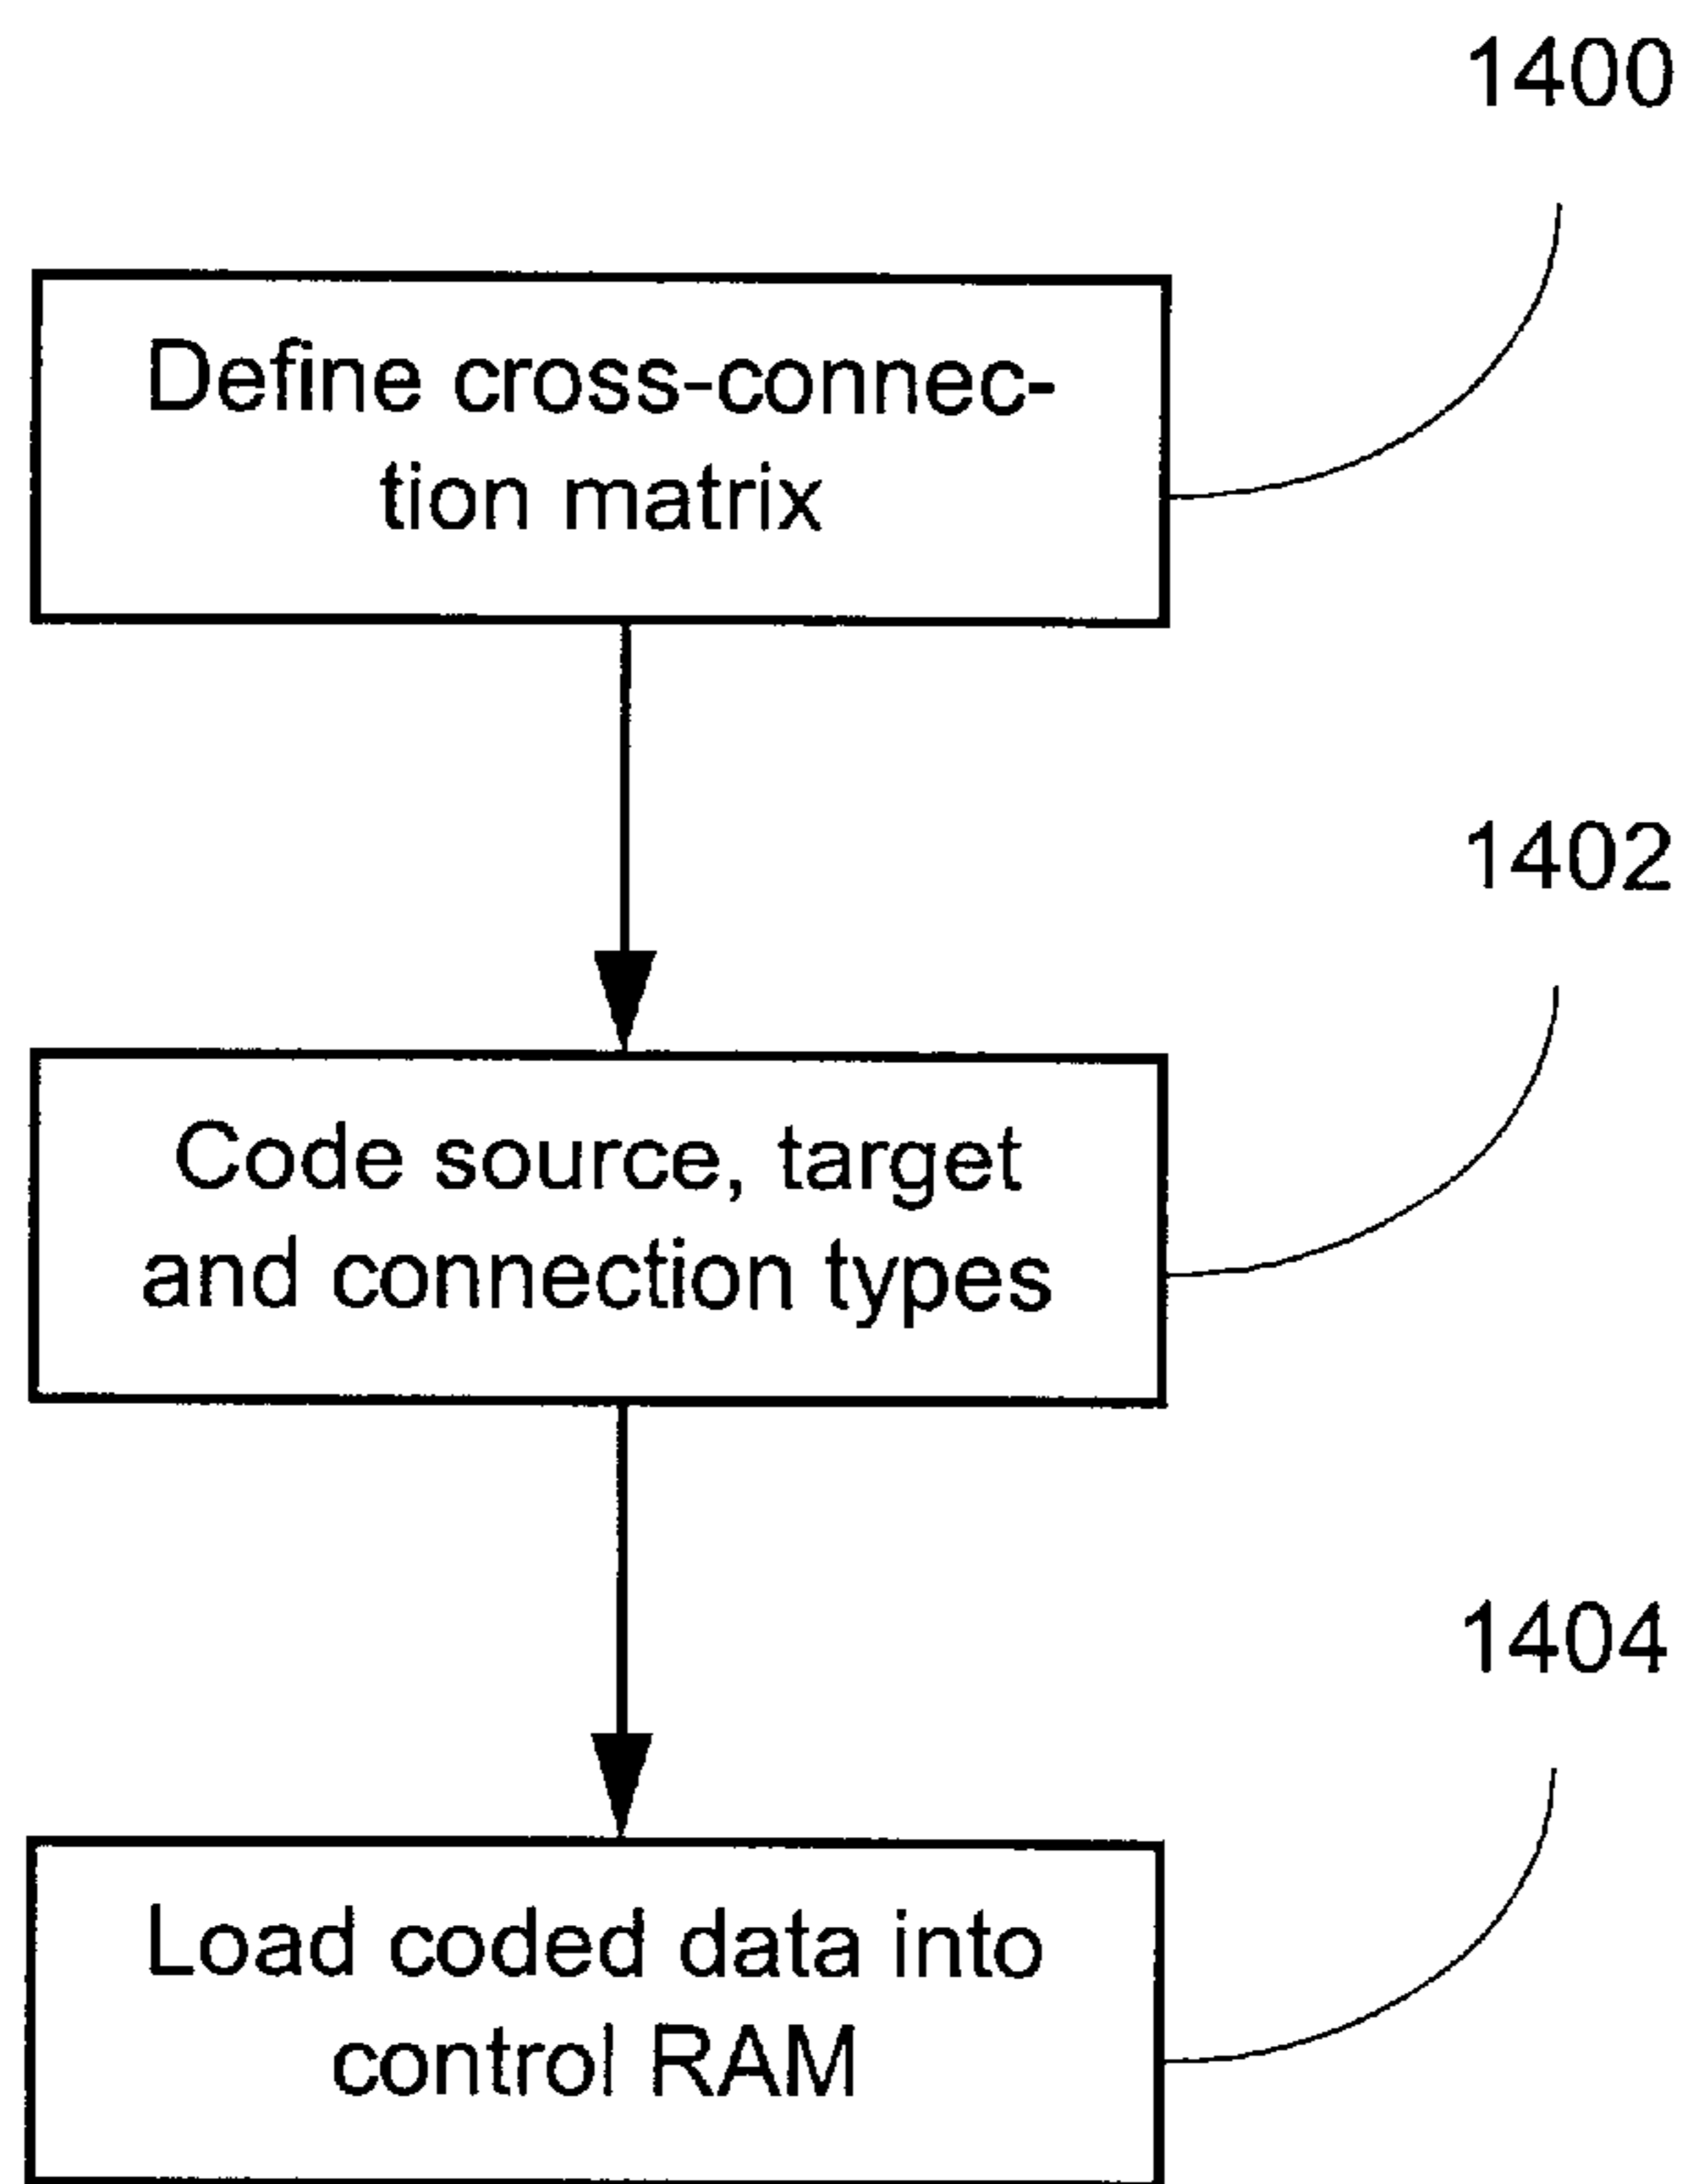 1400
Define cross-connec-
tion matrix
1402
Code source, target
and connection types
1404
Load coded data into
control RAM